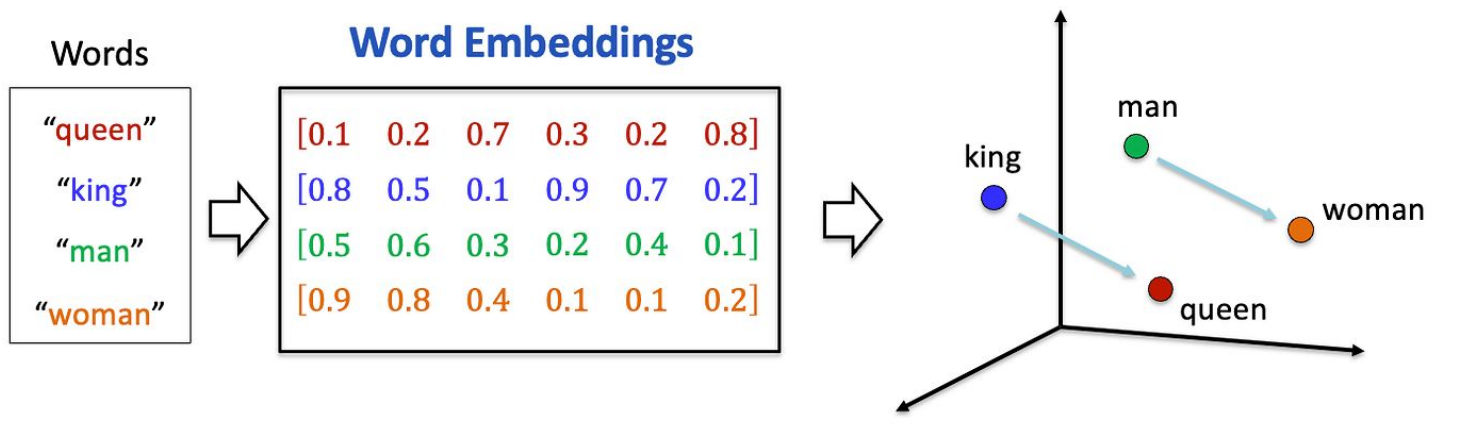 Words
“queen”
“king”
“man”
“woman”
Word Embeddings
[0.1 0.2 0.7 0.3 0.2 0.8]
[0.8 0.5 0.1 0.9 0.7 0.2]
[0.5 0.6 0.3 0.2 0.4 0.1]
[0.9 0.8 0.4 0.1 0.1 0.2]
man
king
woman
queen